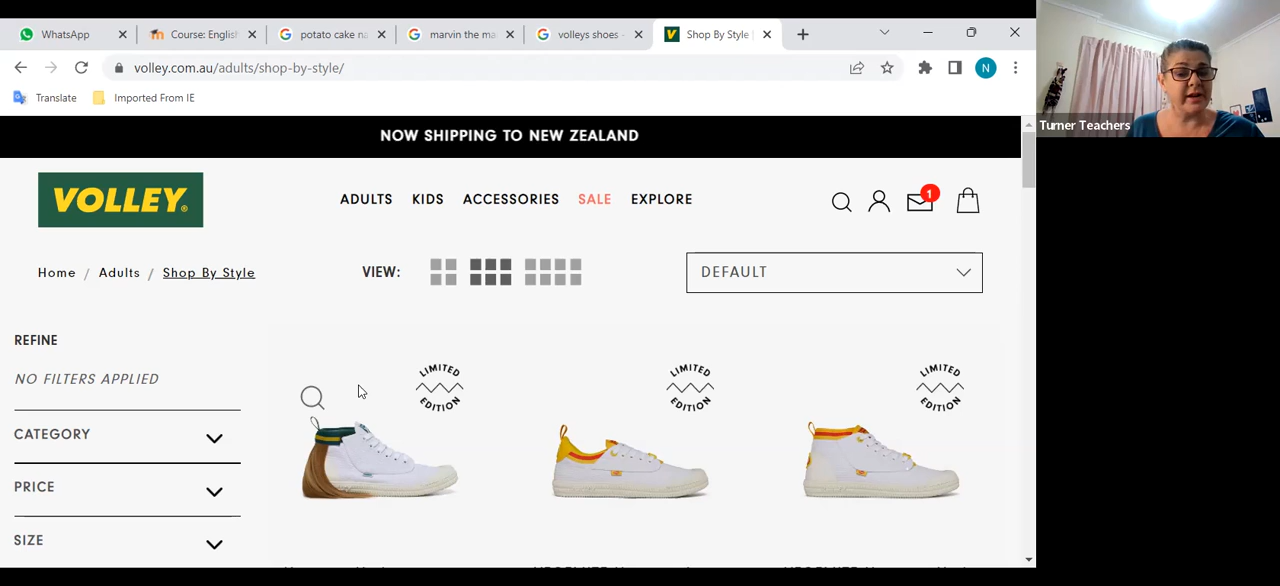 WhatsApp
Course: English
potato cake na
marvin the ma
volleys shoes -
Shop By Style
volley.com.au/adults/shop-by-style/
N
Translate
Imported From IE
Turner Teachers
NOW SHIPPING TO NEW ZEALAND
VOLLEY
ADULTS KIDS ACCESSORIES SALE EXPLORE
1
Home / Adults / Shop By Style
VIEW:
DEFAULT
REFINE
NO FILTERS APPLIED
CATEGORY
PRICE
SIZE
LIMITED EDITION
LIMITED EDITION
LIMITED EDITION